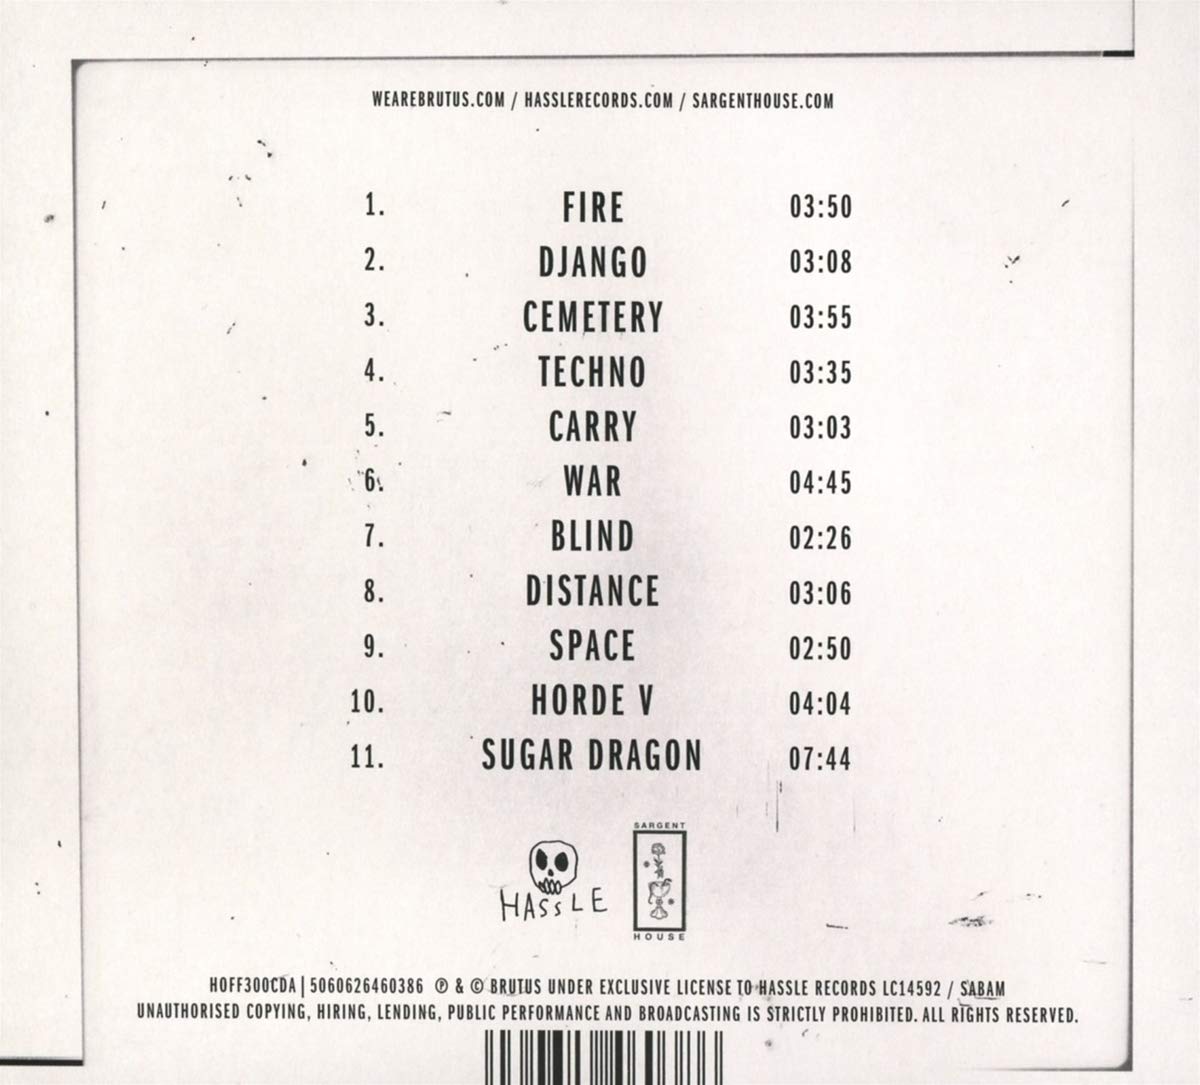 WEAREBRUTUS.COM / HASSLERECORDS.COM / SARGENTHOUSE.COM
1. FIRE 03:50
2. DJANGO 03:08
3. CEMETERY 03:55
4. TECHNO 03:35
5. CARRY 03:03
6. WAR 04:45
7. BLIND 02:26
8. DISTANCE 03:06
9. SPACE 02:50
10. HORDE V 04:04
11. SUGAR DRAGON 07:44
HASSLE
SARGENT
HOUSE
HOFF300CDA | 5060626460386 ℗ & © BRUTUS UNDER EXCLUSIVE LICENSE TO HASSLE RECORDS LC14592 / SABAM
UNAUTHORISED COPYING, HIRING, LENDING, PUBLIC PERFORMANCE AND BROADCASTING IS STRICTLY PROHIBITED. ALL RIGHTS RESERVED.